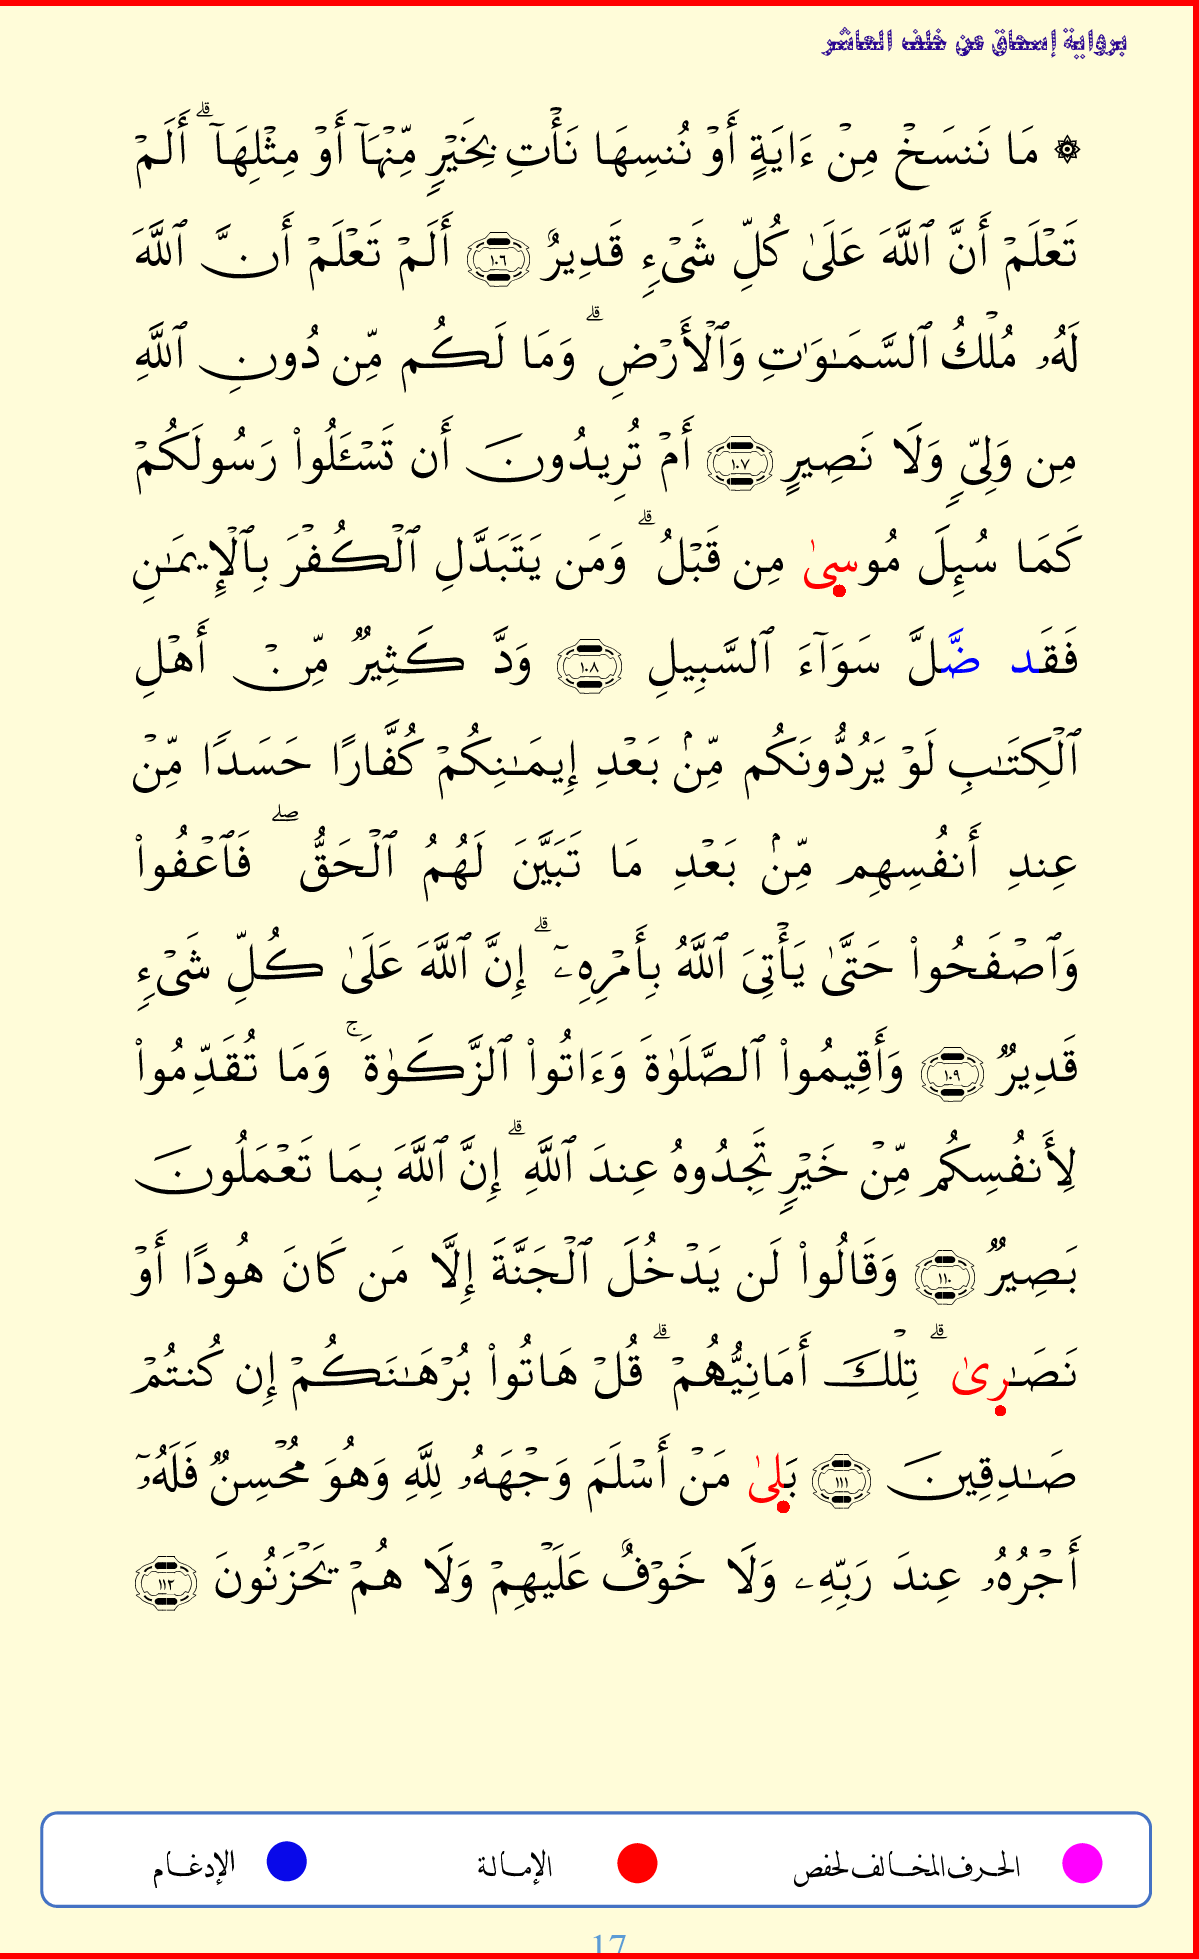 برواية إسحاق عن خلف العاشر
۞ مَا نَنسَخۡ مِنۡ ءَايَةٍ أَوۡ نُنسِهَا نَأۡتِ بِخَيۡرٖ مِّنۡهَآ أَوۡ مِثۡلِهَآۗ أَلَمۡ
تَعۡلَمۡ أَنَّ ٱللَّهَ عَلَىٰ كُلِّ شَيۡءٖ قَدِيرٌ ١٠٦ أَلَمۡ تَعۡلَمۡ أَنَّ ٱللَّهَ
لَهُۥ مُلۡكُ ٱلسَّمَٰوَٰتِ وَٱلۡأَرۡضِۗ وَمَا لَكُم مِّن دُونِ ٱللَّهِ
مِن وَلِيّٖ وَلَا نَصِيرٍ ١٠٧ أَمۡ تُرِيدُونَ أَن تَسۡـَٔلُواْ رَسُولَكُمۡ
كَمَا سُئِلَ مُوسىٰ مِن قَبۡلُۗ وَمَن يَتَبَدَّلِ ٱلۡكُفۡرَ بِٱلۡإِيمَٰنِ
فَقَد ضَّلَّ سَوَآءَ ٱلسَّبِيلِ ١٠٨ وَدَّ كَثِيرٞ مِّنۡ أَهۡلِ
ٱلۡكِتَٰبِ لَوۡ يَرُدُّونَكُم مِّنۢ بَعۡدِ إِيمَٰنِكُمۡ كُفَّارًا حَسَدٗا مِّنۡ
عِندِ أَنفُسِهِم مِّنۢ بَعۡدِ مَا تَبَيَّنَ لَهُمُ ٱلۡحَقُّۖ فَٱعۡفُواْ
وَٱصۡفَحُواْ حَتَّىٰ يَأۡتِيَ ٱللَّهُ بِأَمۡرِهِۦٓۗ إِنَّ ٱللَّهَ عَلَىٰ كُلِّ شَيۡءٖ
قَدِيرٞ ١٠٩ وَأَقِيمُواْ ٱلصَّلَوٰةَ وَءَاتُواْ ٱلزَّكَوٰةَۚ وَمَا تُقَدِّمُواْ
لِأَنفُسِكُم مِّنۡ خَيۡرٖ تَجِدُوهُ عِندَ ٱللَّهِۗ إِنَّ ٱللَّهَ بِمَا تَعۡمَلُونَ
بَصِيرٞ ١١٠ وَقَالُواْ لَن يَدۡخُلَ ٱلۡجَنَّةَ إِلَّا مَن كَانَ هُودًا أَوۡ
نَصَٰرىٰۗ تِلۡكَ أَمَانِيُّهُمۡۗ قُلۡ هَاتُواْ بُرۡهَٰنَكُمۡ إِن كُنتُمۡ
صَٰدِقِينَ ١١١ بَلىٰ مَنۡ أَسۡلَمَ وَجۡهَهُۥ لِلَّهِ وَهُوَ مُحۡسِنٞ فَلَهُۥٓ
أَجۡرُهُۥ عِندَ رَبِّهِۦ وَلَا خَوۡفٌ عَلَيۡهِمۡ وَلَا هُمۡ يَحۡزَنُونَ ١١٢
الحرف المخالف لحفص الإمالة الإدغام
17